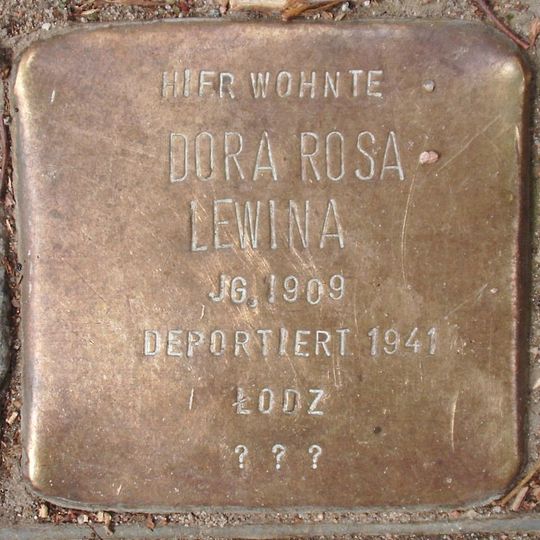 HIER WOHNTE
DORA ROSA
LEWINA
JG. 1909
DEPORTIERT 1941
ŁODZ
? ? ?